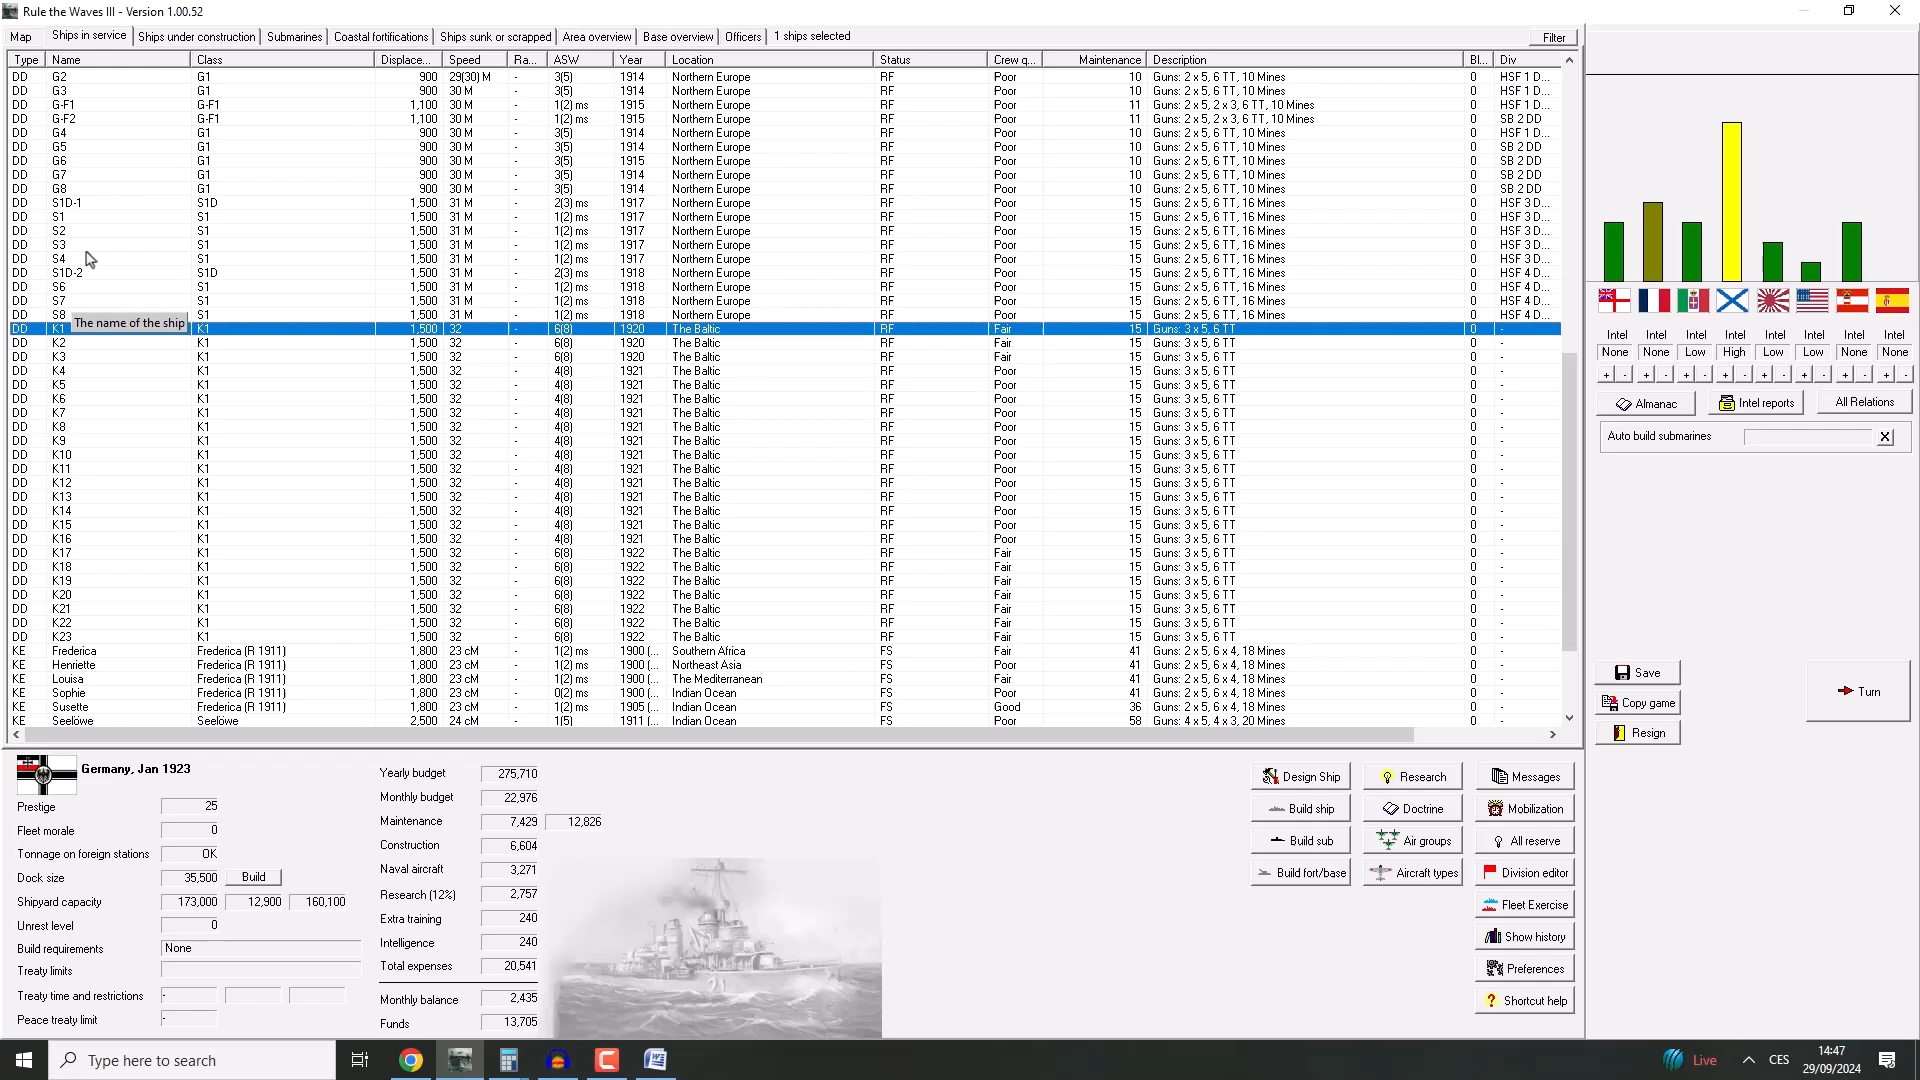 Rule the Waves III - Version 1.00.52
Map Ships in service Ships under construction Submarines Coastal fortifications Ships sunk or scrapped Area overview Base overview Officers 1 ships selected Filter
Type Name Class Displace... Speed Ra... ASW Year Location Status Crew q... Maintenance Description Bl... Div
DD G2 G1 900 29(30) M - 3(5) 1914 Northern Europe RF Poor 10 Guns: 2 x 5, 6 TT, 10 Mines 0 HSF 1 D...
DD G3 G1 900 30 M - 3(5) 1914 Northern Europe RF Poor 10 Guns: 2 x 5, 6 TT, 10 Mines 0 HSF 1 D...
DD G-F1 G-F1 1,100 30 M - 1(2) ms 1915 Northern Europe RF Poor 11 Guns: 2 x 5, 2 x 3, 6 TT, 10 Mines 0 HSF 1 D...
DD G-F2 G-F1 1,100 30 M - 1(2) ms 1915 Northern Europe RF Poor 11 Guns: 2 x 5, 2 x 3, 6 TT, 10 Mines 0 SB 2 DD
DD G4 G1 900 30 M - 3(5) 1914 Northern Europe RF Poor 10 Guns: 2 x 5, 6 TT, 10 Mines 0 HSF 1 D...
DD G5 G1 900 30 M - 3(5) 1914 Northern Europe RF Poor 10 Guns: 2 x 5, 6 TT, 10 Mines 0 SB 2 DD
DD G6 G1 900 30 M - 3(5) 1915 Northern Europe RF Poor 10 Guns: 2 x 5, 6 TT, 10 Mines 0 SB 2 DD
DD G7 G1 900 30 M - 3(5) 1914 Northern Europe RF Poor 10 Guns: 2 x 5, 6 TT, 10 Mines 0 SB 2 DD
DD G8 G1 900 30 M - 3(5) 1914 Northern Europe RF Poor 10 Guns: 2 x 5, 6 TT, 10 Mines 0 SB 2 DD
DD S1D-1 S1D 1,500 31 M - 2(3) ms 1917 Northern Europe RF Poor 15 Guns: 2 x 5, 6 TT, 16 Mines 0 HSF 3 D...
DD S1 S1 1,500 31 M - 1(2) ms 1917 Northern Europe RF Poor 15 Guns: 2 x 5, 6 TT, 16 Mines 0 HSF 3 D...
DD S2 S1 1,500 31 M - 1(2) ms 1917 Northern Europe RF Poor 15 Guns: 2 x 5, 6 TT, 16 Mines 0 HSF 3 D...
DD S3 S1 1,500 31 M - 1(2) ms 1917 Northern Europe RF Poor 15 Guns: 2 x 5, 6 TT, 16 Mines 0 HSF 3 D...
DD S4 S1 1,500 31 M - 1(2) ms 1917 Northern Europe RF Poor 15 Guns: 2 x 5, 6 TT, 16 Mines 0 HSF 3 D...
DD S1D-2 S1D 1,500 31 M - 2(3) ms 1918 Northern Europe RF Poor 15 Guns: 2 x 5, 6 TT, 16 Mines 0 HSF 4 D...
DD S6 S1 1,500 31 M - 1(2) ms 1918 Northern Europe RF Poor 15 Guns: 2 x 5, 6 TT, 16 Mines 0 HSF 4 D...
DD S7 S1 1,500 31 M - 1(2) ms 1918 Northern Europe RF Poor 15 Guns: 2 x 5, 6 TT, 16 Mines 0 HSF 4 D...
DD S8 S1 1,500 31 M - 1(2) ms 1918 Northern Europe RF Poor 15 Guns: 2 x 5, 6 TT, 16 Mines 0 HSF 4 D...
The name of the ship
DD K1 K1 1,500 32 - 6(8) 1920 The Baltic RF Fair 15 Guns: 3 x 5, 6 TT 0 -
DD K2 K1 1,500 32 - 6(8) 1920 The Baltic RF Fair 15 Guns: 3 x 5, 6 TT 0 -
DD K3 K1 1,500 32 - 6(8) 1920 The Baltic RF Fair 15 Guns: 3 x 5, 6 TT 0 -
DD K4 K1 1,500 32 - 4(8) 1921 The Baltic RF Poor 15 Guns: 3 x 5, 6 TT 0 -
DD K5 K1 1,500 32 - 4(8) 1921 The Baltic RF Poor 15 Guns: 3 x 5, 6 TT 0 -
DD K6 K1 1,500 32 - 4(8) 1921 The Baltic RF Poor 15 Guns: 3 x 5, 6 TT 0 -
DD K7 K1 1,500 32 - 4(8) 1921 The Baltic RF Poor 15 Guns: 3 x 5, 6 TT 0 -
DD K8 K1 1,500 32 - 4(8) 1921 The Baltic RF Poor 15 Guns: 3 x 5, 6 TT 0 -
DD K9 K1 1,500 32 - 4(8) 1921 The Baltic RF Poor 15 Guns: 3 x 5, 6 TT 0 -
DD K10 K1 1,500 32 - 4(8) 1921 The Baltic RF Poor 15 Guns: 3 x 5, 6 TT 0 -
DD K11 K1 1,500 32 - 4(8) 1921 The Baltic RF Poor 15 Guns: 3 x 5, 6 TT 0 -
DD K12 K1 1,500 32 - 4(8) 1921 The Baltic RF Poor 15 Guns: 3 x 5, 6 TT 0 -
DD K13 K1 1,500 32 - 4(8) 1921 The Baltic RF Poor 15 Guns: 3 x 5, 6 TT 0 -
DD K14 K1 1,500 32 - 4(8) 1921 The Baltic RF Poor 15 Guns: 3 x 5, 6 TT 0 -
DD K15 K1 1,500 32 - 4(8) 1921 The Baltic RF Poor 15 Guns: 3 x 5, 6 TT 0 -
DD K16 K1 1,500 32 - 4(8) 1921 The Baltic RF Poor 15 Guns: 3 x 5, 6 TT 0 -
DD K17 K1 1,500 32 - 6(8) 1922 The Baltic RF Fair 15 Guns: 3 x 5, 6 TT 0 -
DD K18 K1 1,500 32 - 6(8) 1922 The Baltic RF Fair 15 Guns: 3 x 5, 6 TT 0 -
DD K19 K1 1,500 32 - 6(8) 1922 The Baltic RF Fair 15 Guns: 3 x 5, 6 TT 0 -
DD K20 K1 1,500 32 - 6(8) 1922 The Baltic RF Fair 15 Guns: 3 x 5, 6 TT 0 -
DD K21 K1 1,500 32 - 6(8) 1922 The Baltic RF Fair 15 Guns: 3 x 5, 6 TT 0 -
DD K22 K1 1,500 32 - 6(8) 1922 The Baltic RF Fair 15 Guns: 3 x 5, 6 TT 0 -
DD K23 K1 1,500 32 - 6(8) 1922 The Baltic RF Fair 15 Guns: 3 x 5, 6 TT 0 -
KE Frederica Frederica (R 1911) 1,800 23 cM - 1(2) ms 1900 (... Southern Africa FS Fair 41 Guns: 2 x 5, 6 x 4, 18 Mines 0 -
KE Henriette Frederica (R 1911) 1,800 23 cM - 1(2) ms 1900 (... Northeast Asia FS Poor 41 Guns: 2 x 5, 6 x 4, 18 Mines 0 -
KE Louisa Frederica (R 1911) 1,800 23 cM - 1(2) ms 1900 (... The Mediterranean FS Fair 41 Guns: 2 x 5, 6 x 4, 18 Mines 0 -
KE Sophie Frederica (R 1911) 1,800 23 cM - 0(2) ms 1900 (... Indian Ocean FS Poor 41 Guns: 2 x 5, 6 x 4, 18 Mines 0 -
KE Susette Frederica (R 1911) 1,800 23 cM - 1(2) ms 1905 (... Indian Ocean FS Good 36 Guns: 2 x 5, 6 x 4, 18 Mines 0 -
KE Seelöwe Seelöwe 2,500 24 cM - 1(5) 1911 (... Indian Ocean FS Poor 58 Guns: 4 x 5, 4 x 3, 20 Mines 0 -
Intel Intel Intel Intel Intel Intel Intel Intel
None None Low High Low Low None None
+ - + - + - + - + - + - + - + -
Almanac Intel reports All Relations
Auto build submarines X
Save
Copy game
Resign
Turn
Germany, Jan 1923
Prestige 25
Fleet morale 0
Tonnage on foreign stations OK
Dock size 35,500 Build
Shipyard capacity 173,000 12,900 160,100
Unrest level 0
Build requirements None
Treaty limits
Treaty time and restrictions -
Peace treaty limit -
Yearly budget 275,710
Monthly budget 22,976
Maintenance 7,429 12,826
Construction 6,604
Naval aircraft 3,271
Research (12%) 2,757
Extra training 240
Intelligence 240
Total expenses 20,541
Monthly balance 2,435
Funds 13,705
Design Ship Research Messages
Build ship Doctrine Mobilization
Build sub Air groups All reserve
Build fort/base Aircraft types Division editor
Fleet Exercise
Show history
Preferences
Shortcut help
Type here to search
Live CES 14:47
29/09/2024